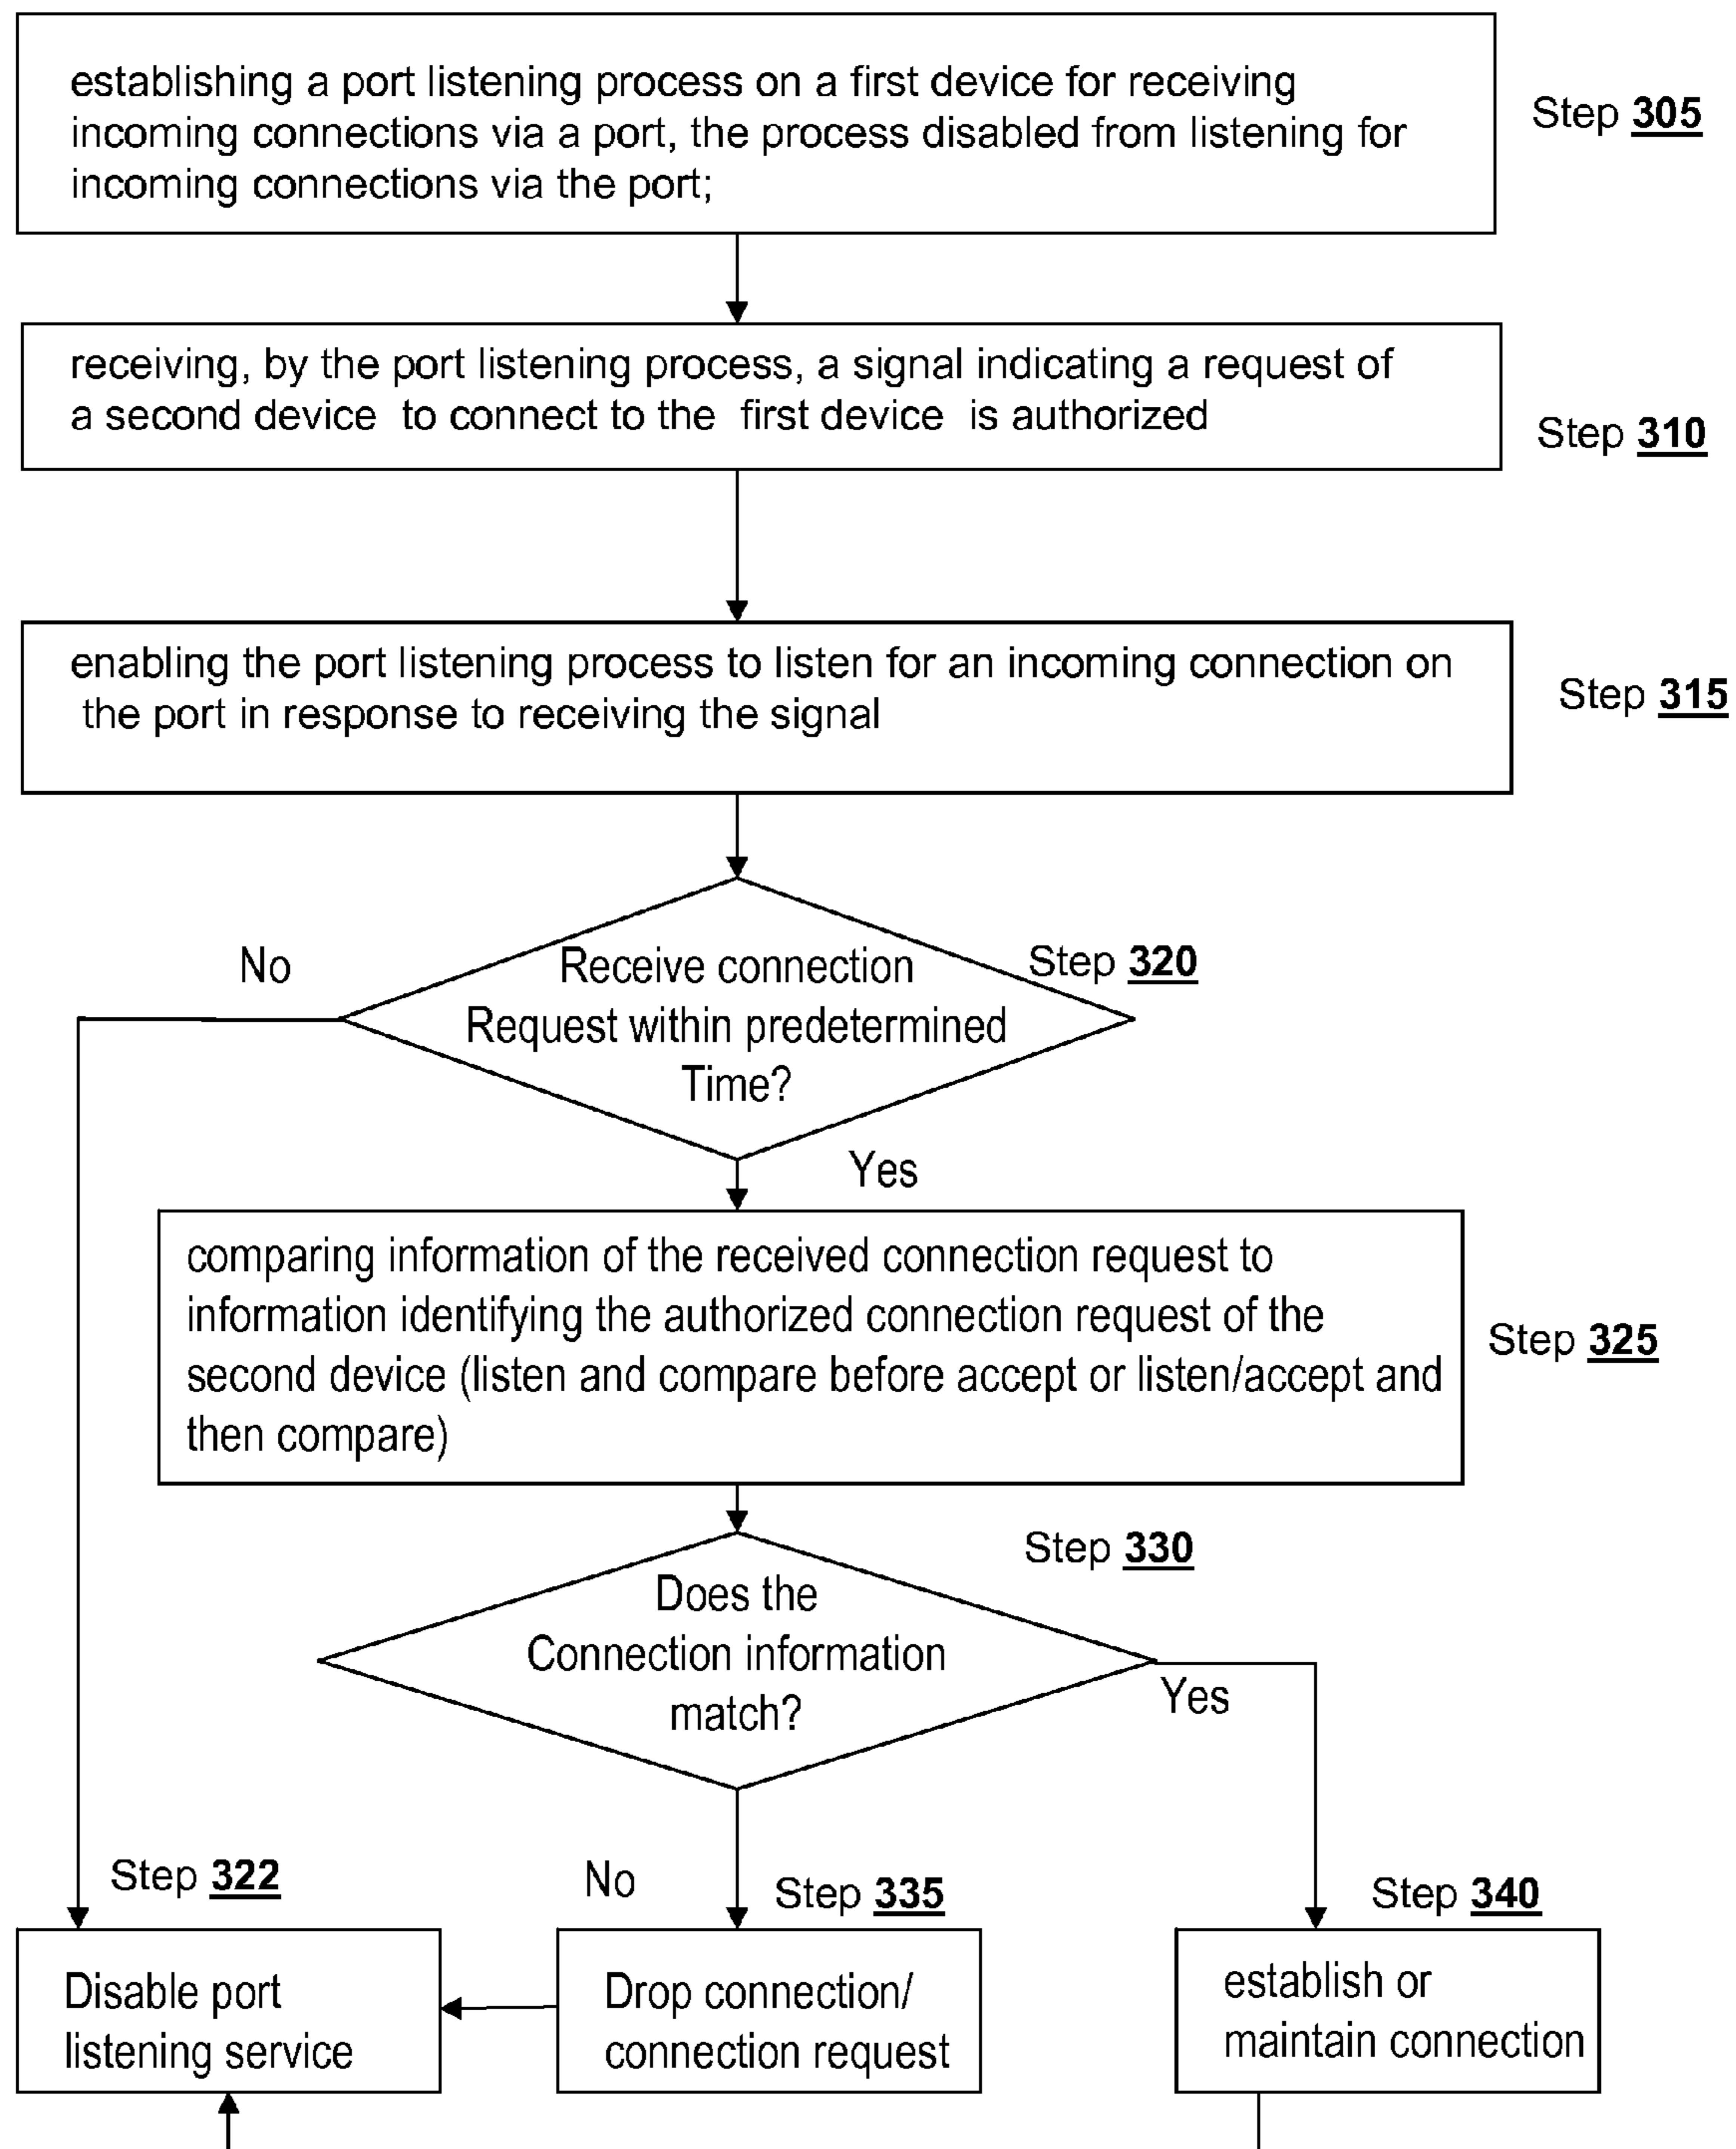 establishing a port listening process on a first device for receiving
incoming connections via a port, the process disabled from listening for
incoming connections via the port;
Step 305
receiving, by the port listening process, a signal indicating a request of
a second device to connect to the first device is authorized
Step 310
enabling the port listening process to listen for an incoming connection on
the port in response to receiving the signal
Step 315
No
Receive connection
Request within predetermined
Time?
Step 320
Yes
comparing information of the received connection request to
information identifying the authorized connection request of the
second device (listen and compare before accept or listen/accept and
then compare)
Step 325
Step 330
Does the
Connection information
match?
Yes
Step 322
No
Step 335
Step 340
Disable port
listening service
Drop connection/
connection request
establish or
maintain connection